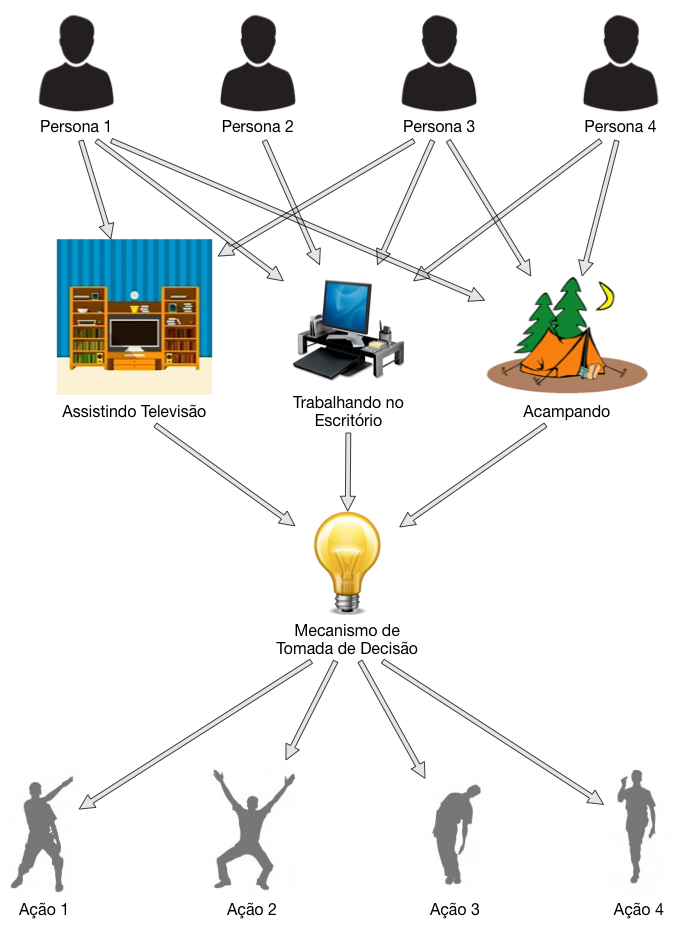 Persona 1
Persona 2
Persona 3
Persona 4
Assistindo Televisão
Trabalhando no
Escritório
Acampando
Mecanismo de
Tomada de Decisão
Ação 1
Ação 2
Ação 3
Ação 4